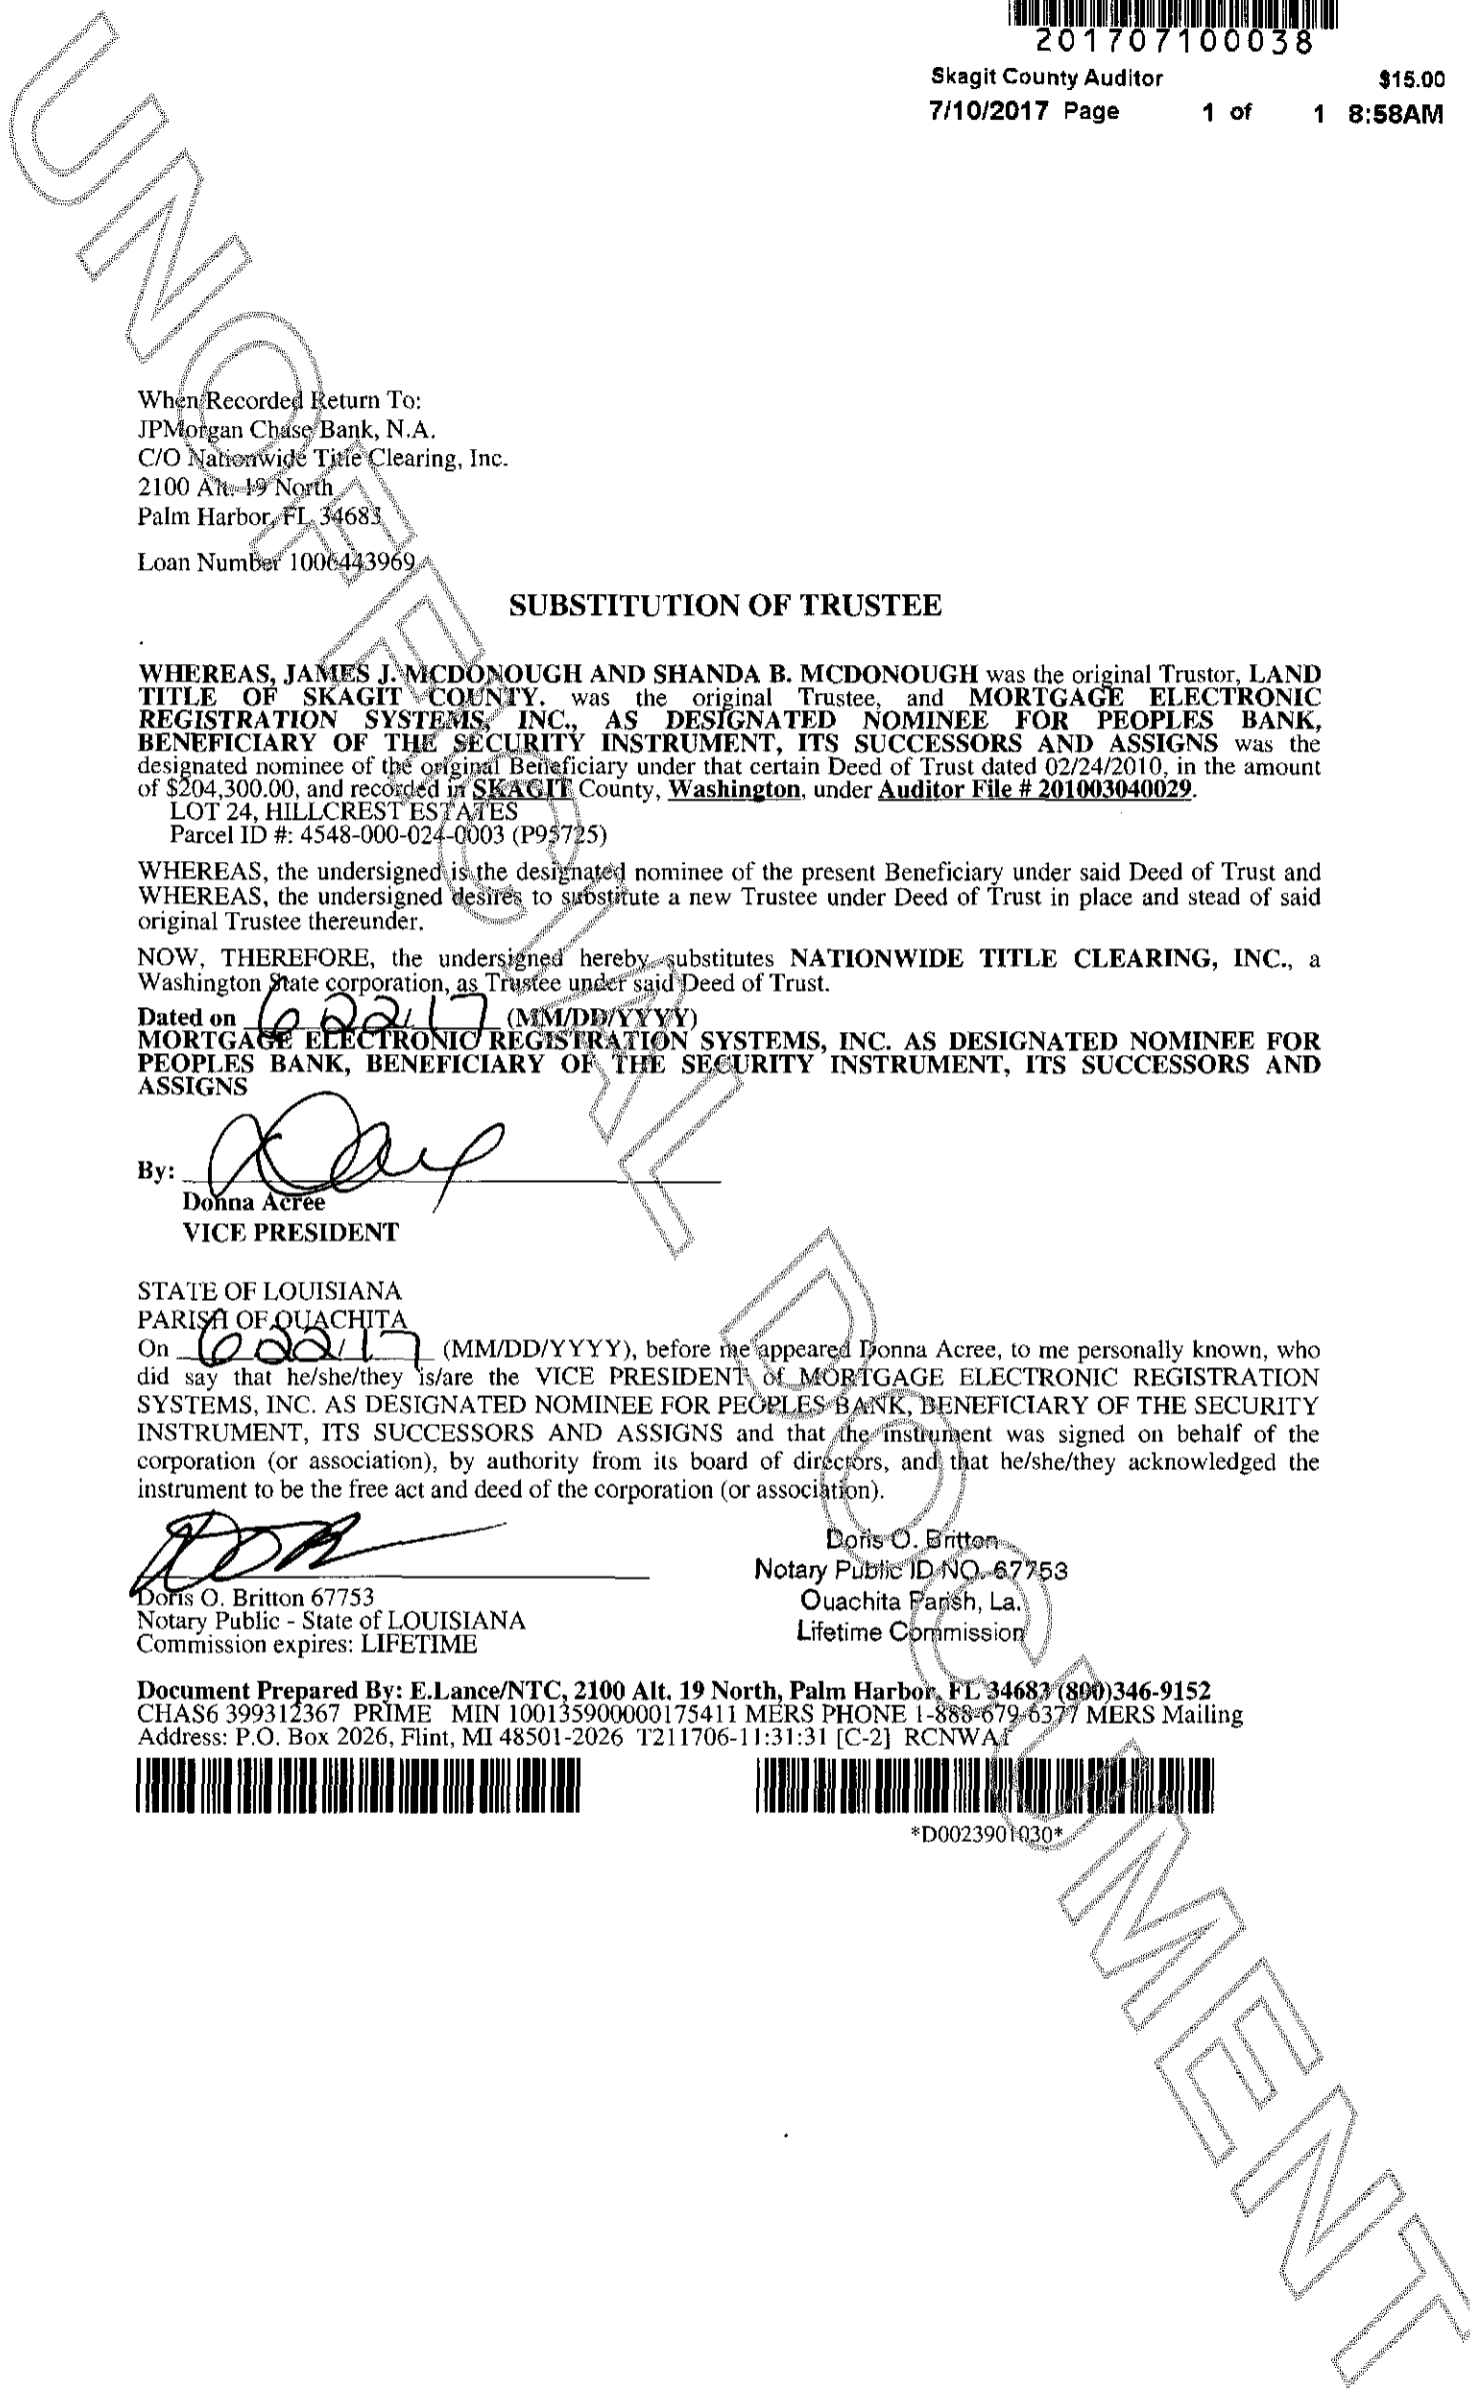 201707100038
Skagit County Auditor $15.00
7/10/2017 Page 1 of 1 8:58AM
When Recorded Return To:
JPMorgan Chase Bank, N.A.
C/O Nationwide Title Clearing, Inc.
2100 Alt. 19 North
Palm Harbor, FL 34683
Loan Number 1006443969
SUBSTITUTION OF TRUSTEE
WHEREAS, JAMES J. MCDONOUGH AND SHANDA B. MCDONOUGH was the original Trustor, LAND
TITLE OF SKAGIT COUNTY. was the original Trustee, and MORTGAGE ELECTRONIC
REGISTRATION SYSTEMS, INC., AS DESIGNATED NOMINEE FOR PEOPLES BANK,
BENEFICIARY OF THE SECURITY INSTRUMENT, ITS SUCCESSORS AND ASSIGNS was the
designated nominee of the original Beneficiary under that certain Deed of Trust dated 02/24/2010, in the amount
of $204,300.00, and recorded in SKAGIT County, Washington, under Auditor File # 201003040029.
LOT 24, HILLCREST ESTATES
Parcel ID #: 4548-000-024-0003 (P95725)
WHEREAS, the undersigned is the designated nominee of the present Beneficiary under said Deed of Trust and
WHEREAS, the undersigned desires to substitute a new Trustee under Deed of Trust in place and stead of said
original Trustee thereunder.
NOW, THEREFORE, the undersigned hereby substitutes NATIONWIDE TITLE CLEARING, INC., a
Washington State corporation, as Trustee under said Deed of Trust.
Dated on 6 22 17 (MM/DD/YYYY)
MORTGAGE ELECTRONIC REGISTRATION SYSTEMS, INC. AS DESIGNATED NOMINEE FOR
PEOPLES BANK, BENEFICIARY OF THE SECURITY INSTRUMENT, ITS SUCCESSORS AND
ASSIGNS
By:
Donna Acree
VICE PRESIDENT
STATE OF LOUISIANA
PARISH OF OUACHITA
On 6 22/17 (MM/DD/YYYY), before me appeared Donna Acree, to me personally known, who
did say that he/she/they is/are the VICE PRESIDENT of MORTGAGE ELECTRONIC REGISTRATION
SYSTEMS, INC. AS DESIGNATED NOMINEE FOR PEOPLES BANK, BENEFICIARY OF THE SECURITY
INSTRUMENT, ITS SUCCESSORS AND ASSIGNS and that the instrument was signed on behalf of the
corporation (or association), by authority from its board of directors, and that he/she/they acknowledged the
instrument to be the free act and deed of the corporation (or association).
Doris O. Britton 67753
Notary Public - State of LOUISIANA
Commission expires: LIFETIME
Doris O. Britton
Notary Public ID NO. 67753
Ouachita Parish, La.
Lifetime Commission
Document Prepared By: E.Lance/NTC, 2100 Alt. 19 North, Palm Harbor, FL 34683 (800)346-9152
CHAS6 399312367 PRIME MIN 100135900000175411 MERS PHONE 1-888-679-6377 MERS Mailing
Address: P.O. Box 2026, Flint, MI 48501-2026 T211706-11:31:31 [C-2] RCNWA1
*D0023901030*
UNOFFICIAL DOCUMENT